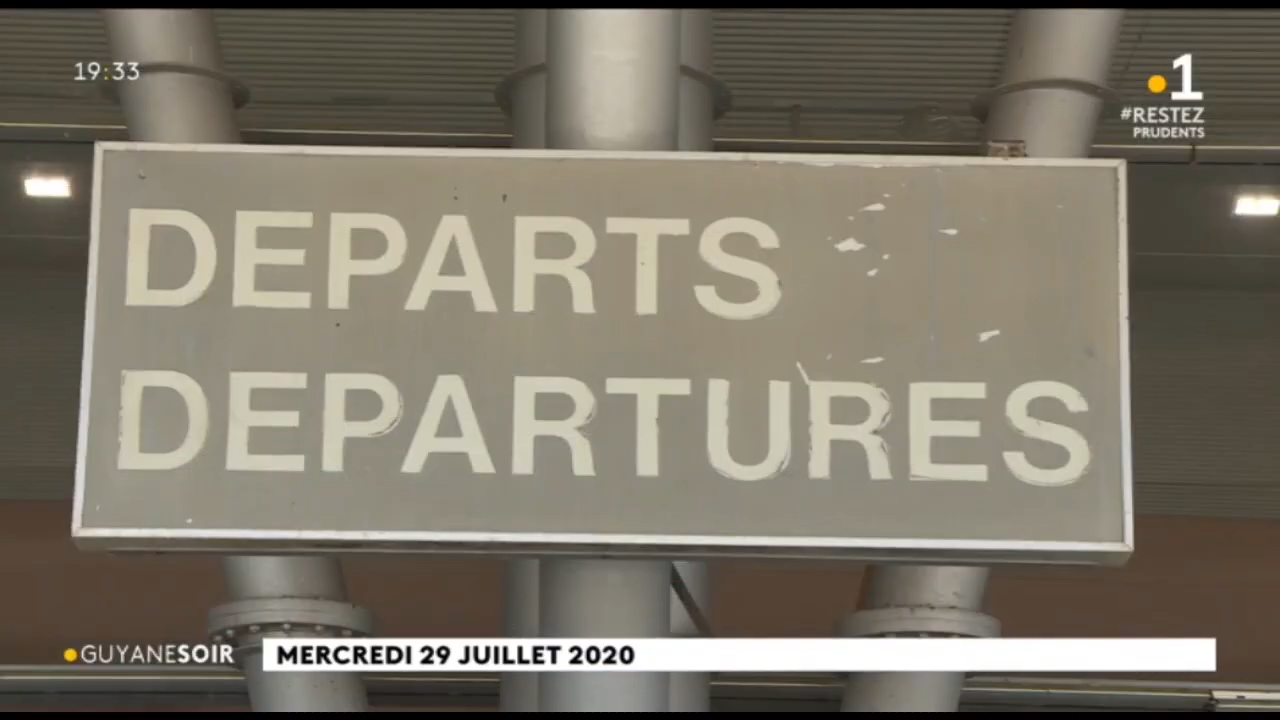 19:33
1
#RESTEZ
PRUDENTS
DEPARTS
DEPARTURES
GUYANESOIR
MERCREDI 29 JUILLET 2020